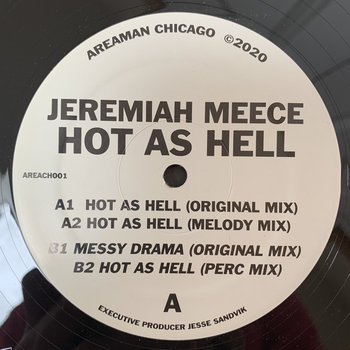 AREAMAN CHICAGO ©2020
JEREMIAH MEECE
HOT AS HELL
AREACH001
A1 HOT AS HELL (ORIGINAL MIX)
A2 HOT AS HELL (MELODY MIX)
B1 MESSY DRAMA (ORIGINAL MIX)
B2 HOT AS HELL (PERC MIX)
A
EXECUTIVE PRODUCER JESSE SANDVIK